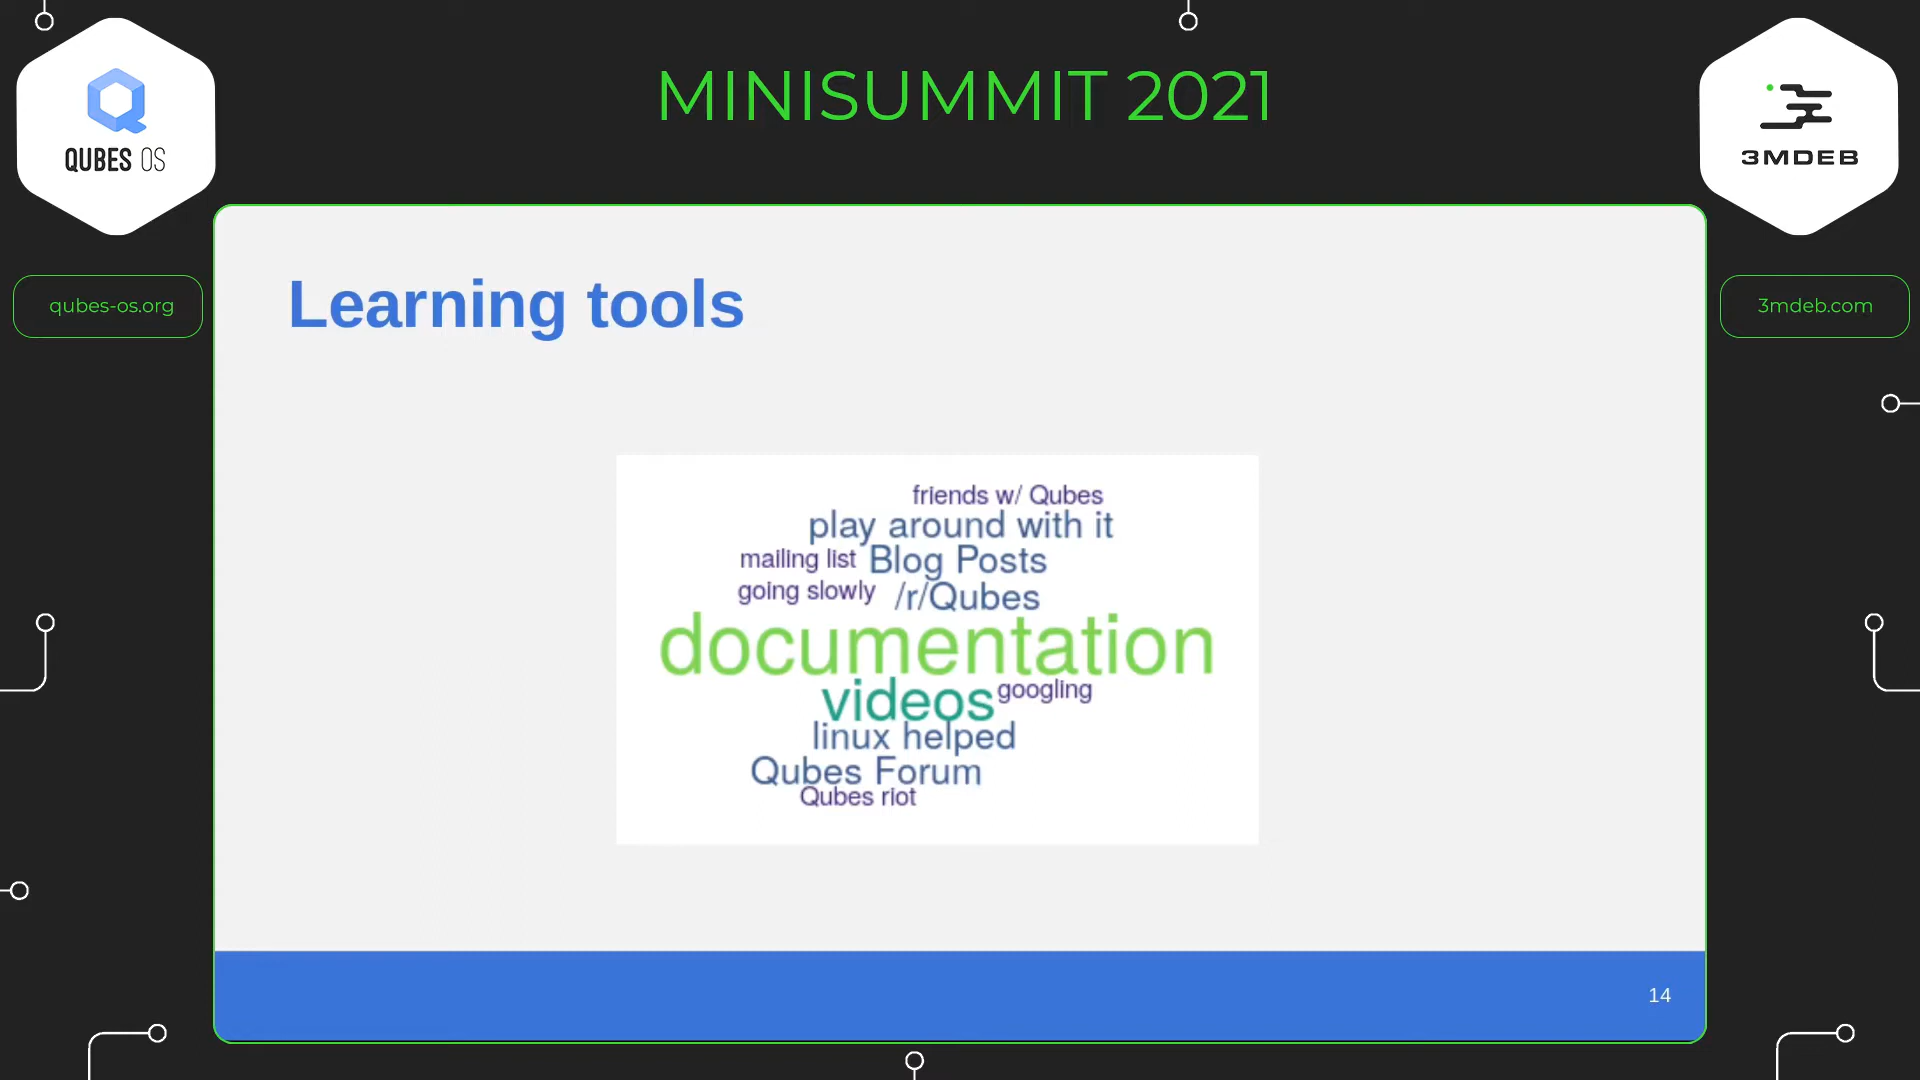 MINISUMMIT 2021
QUBES OS
3MDEB
qubes-os.org
3mdeb.com
Learning tools
friends w/ Qubes
play around with it
mailing list Blog Posts
going slowly /r/Qubes
documentation
videos googling
linux helped
Qubes Forum
Qubes riot
14